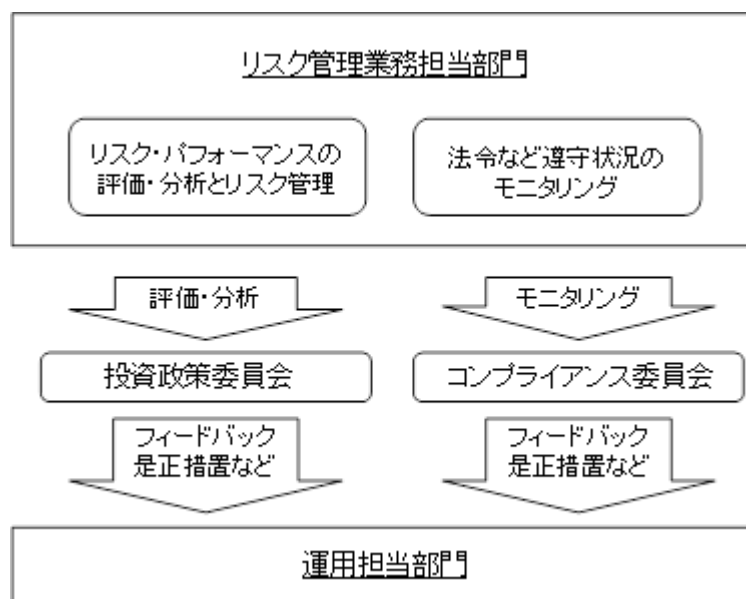 リスク管理業務担当部門
リスク・パフォーマンスの
評価・分析とリスク管理
法令など遵守状況の
モニタリング
評価・分析
モニタリング
投資政策委員会
コンプライアンス委員会
フィードバック
是正措置など
フィードバック
是正措置など
運用担当部門